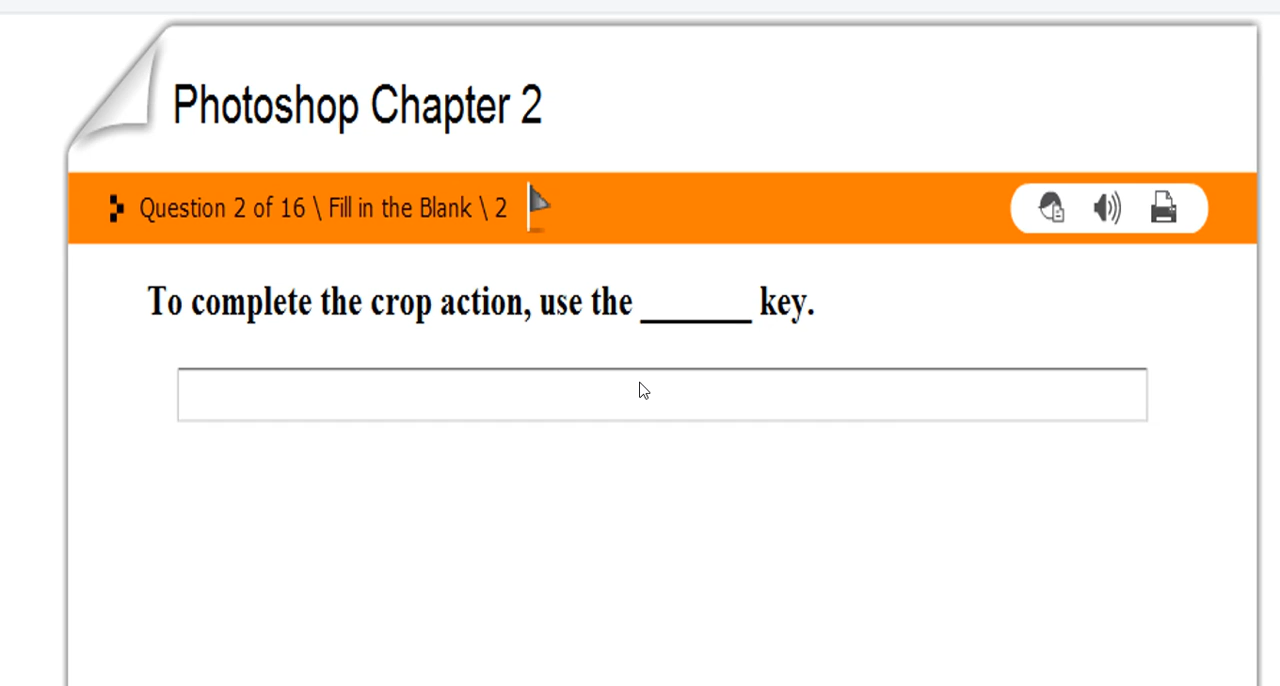 Photoshop Chapter 2
Question 2 of 16 \ Fill in the Blank \ 2
To complete the crop action, use the ______ key.